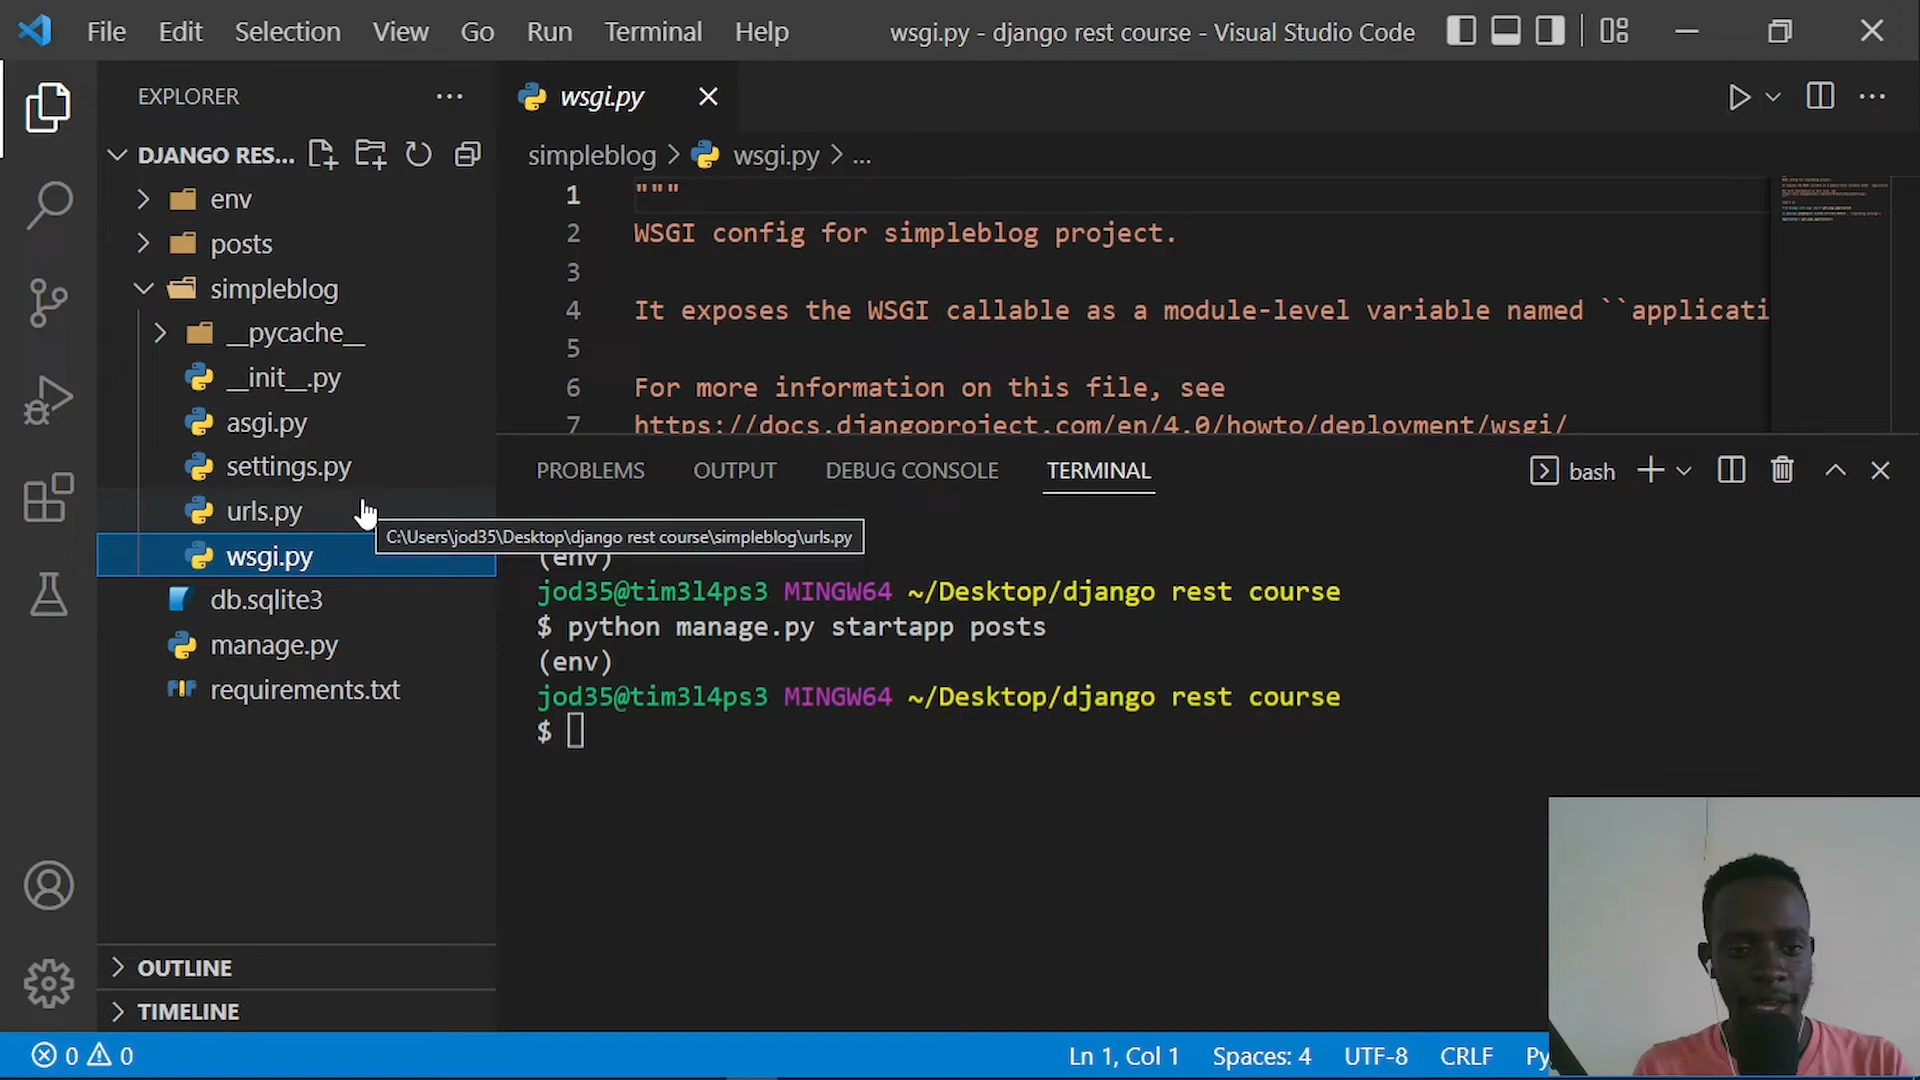 File Edit Selection View Go Run Terminal Help
wsgi.py - django rest course - Visual Studio Code
EXPLORER
DJANGO RES...
env
posts
simpleblog
__pycache__
__init__.py
asgi.py
settings.py
urls.py
wsgi.py
db.sqlite3
manage.py
requirements.txt
OUTLINE
TIMELINE
wsgi.py
simpleblog > wsgi.py > ...
1 """
2 WSGI config for simpleblog project.
3
4 It exposes the WSGI callable as a module-level variable named ``applicati
5
6 For more information on this file, see
7 https://docs.djangoproject.com/en/4.0/howto/deployment/wsgi/
PROBLEMS OUTPUT DEBUG CONSOLE TERMINAL
bash
C:\Users\jod35\Desktop\django rest course\simpleblog\urls.py
(env)
jod35@tim3l4ps3 MINGW64 ~/Desktop/django rest course
$ python manage.py startapp posts
(env)
jod35@tim3l4ps3 MINGW64 ~/Desktop/django rest course
$
0 0
Ln 1, Col 1 Spaces: 4 UTF-8 CRLF Py